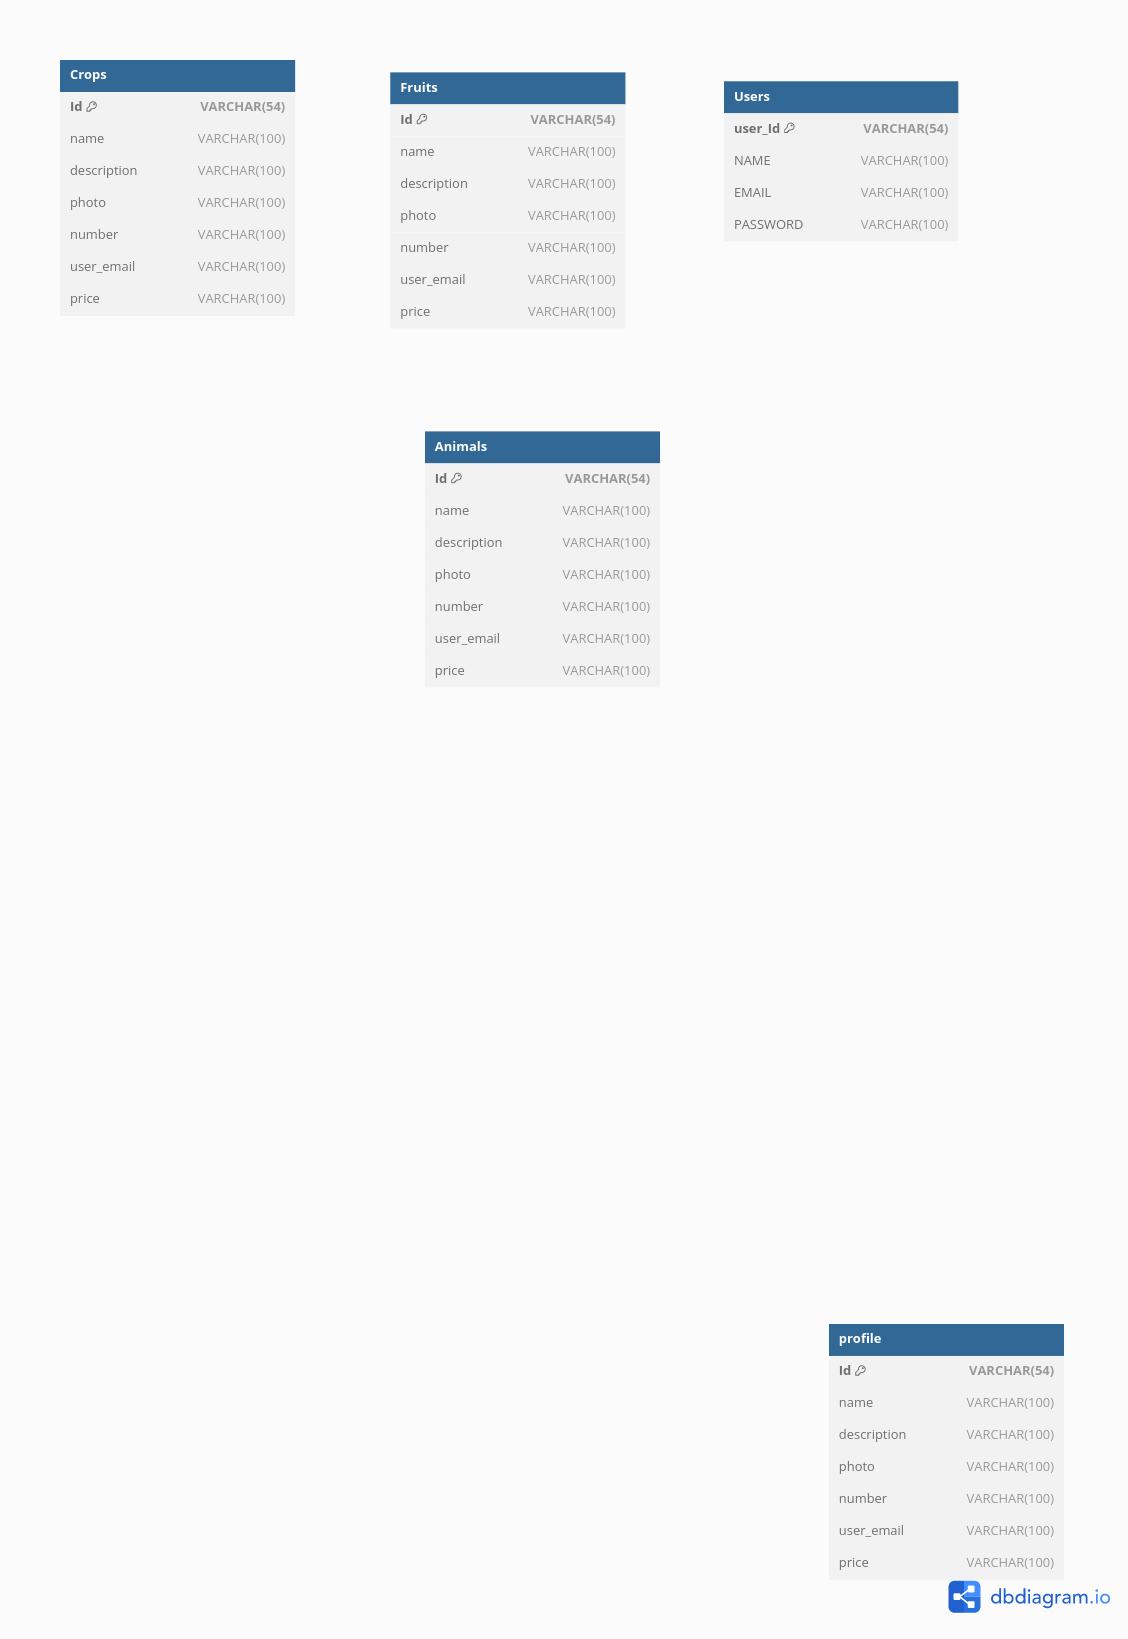 Crops
Id VARCHAR(54)
name VARCHAR(100)
description VARCHAR(100)
photo VARCHAR(100)
number VARCHAR(100)
user_email VARCHAR(100)
price VARCHAR(100)
Fruits
Id VARCHAR(54)
name VARCHAR(100)
description VARCHAR(100)
photo VARCHAR(100)
number VARCHAR(100)
user_email VARCHAR(100)
price VARCHAR(100)
Users
user_Id VARCHAR(54)
NAME VARCHAR(100)
EMAIL VARCHAR(100)
PASSWORD VARCHAR(100)
Animals
Id VARCHAR(54)
name VARCHAR(100)
description VARCHAR(100)
photo VARCHAR(100)
number VARCHAR(100)
user_email VARCHAR(100)
price VARCHAR(100)
profile
Id VARCHAR(54)
name VARCHAR(100)
description VARCHAR(100)
photo VARCHAR(100)
number VARCHAR(100)
user_email VARCHAR(100)
price VARCHAR(100)
dbdiagram.io